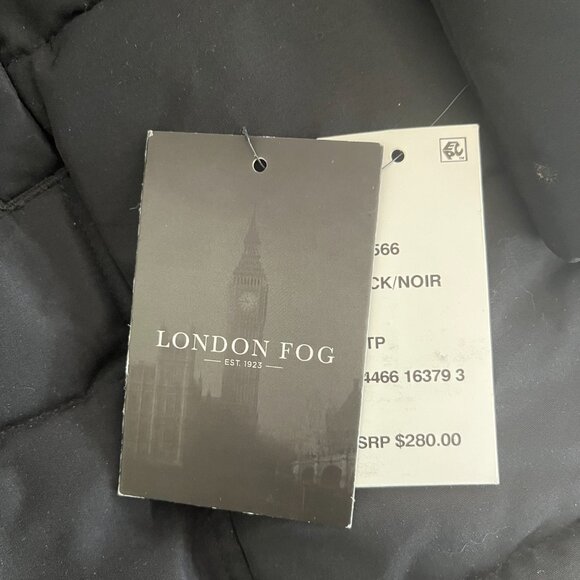 LONDON FOG
EST. 1923
566
CK/NOIR
TP
4466 16379 3
SRP $280.00